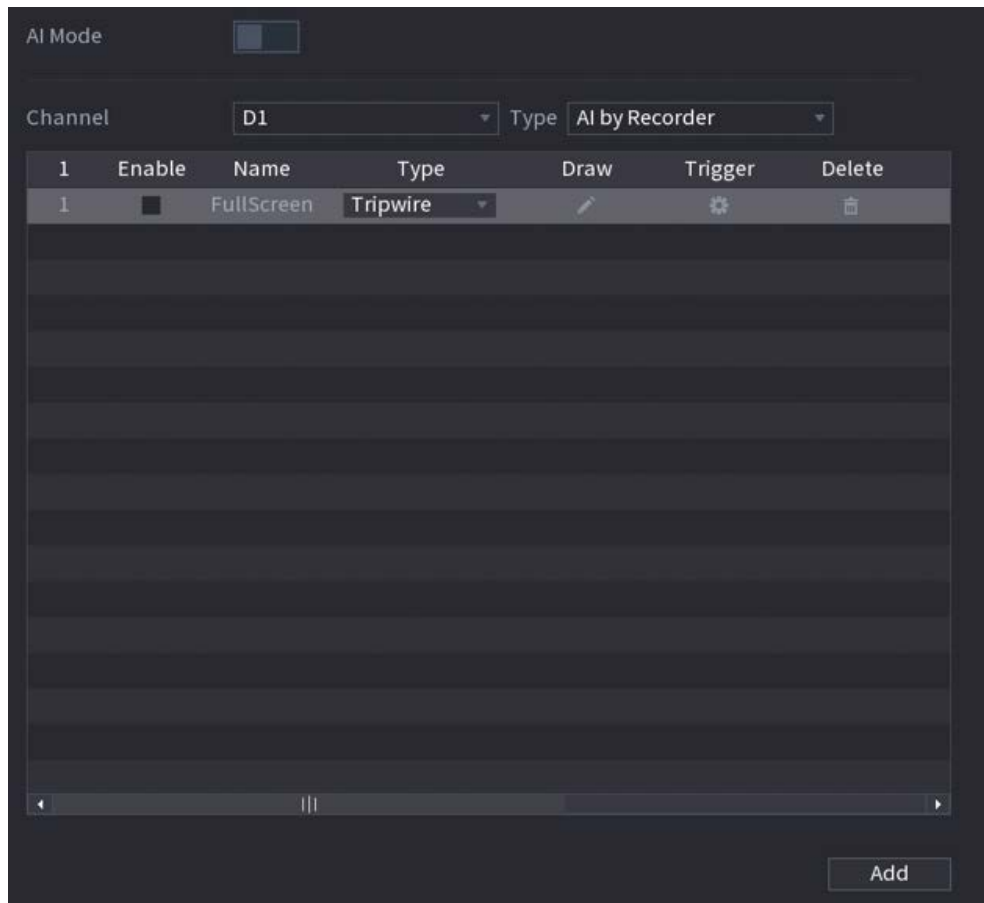 AI Mode
Channel D1 Type AI by Recorder
1 Enable Name Type Draw Trigger Delete
1 FullScreen Tripwire
Add